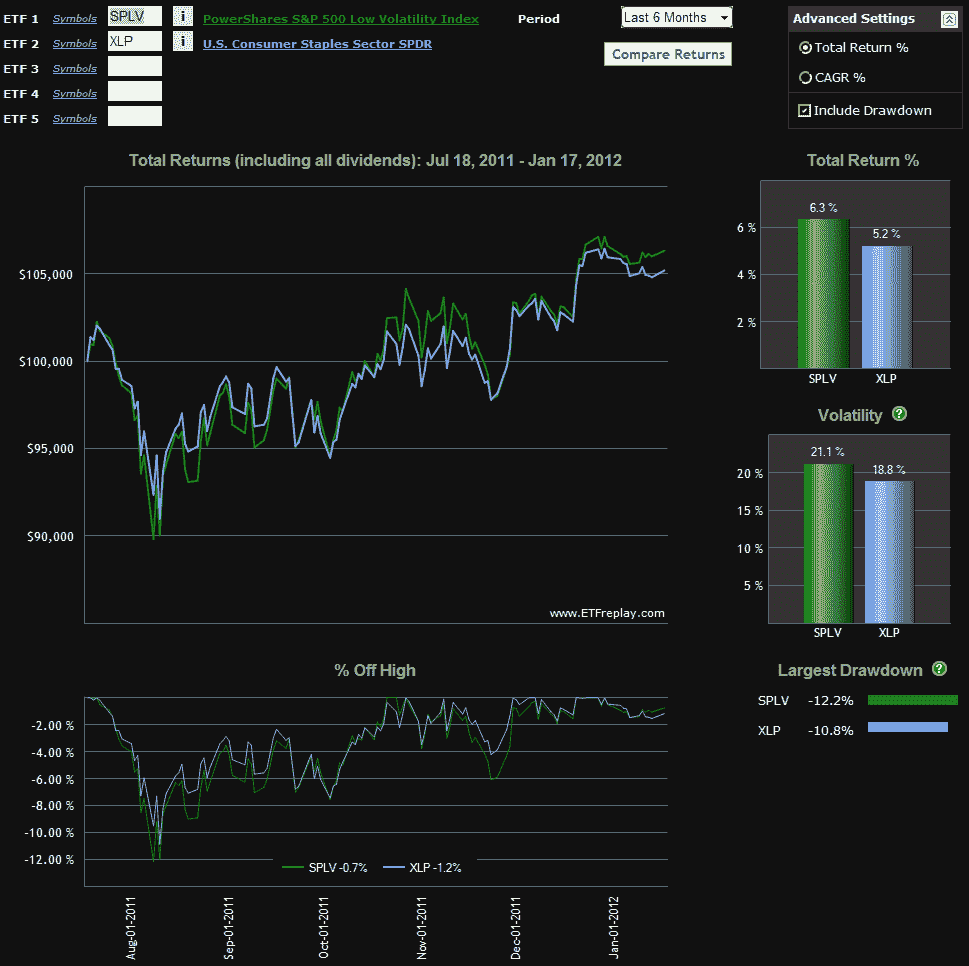 ETF 1 Symbols SPLV i PowerShares S&P 500 Low Volatility Index Period Last 6 Months
ETF 2 Symbols XLP i U.S. Consumer Staples Sector SPDR Compare Returns
ETF 3 Symbols
ETF 4 Symbols
ETF 5 Symbols
Advanced Settings
Total Return %
CAGR %
Include Drawdown
Total Returns (including all dividends): Jul 18, 2011 - Jan 17, 2012
$105,000
$100,000
$95,000
$90,000
www.ETFreplay.com
Total Return %
6.3 %
5.2 %
6 %
4 %
2 %
SPLV XLP
Volatility ?
21.1 %
18.8 %
20 %
15 %
10 %
5 %
SPLV XLP
% Off High
-2.00 %
-4.00 %
-6.00 %
-8.00 %
-10.00 %
-12.00 %
SPLV -0.7% XLP -1.2%
Aug-01-2011
Sep-01-2011
Oct-01-2011
Nov-01-2011
Dec-01-2011
Jan-01-2012
Largest Drawdown ?
SPLV -12.2%
XLP -10.8%